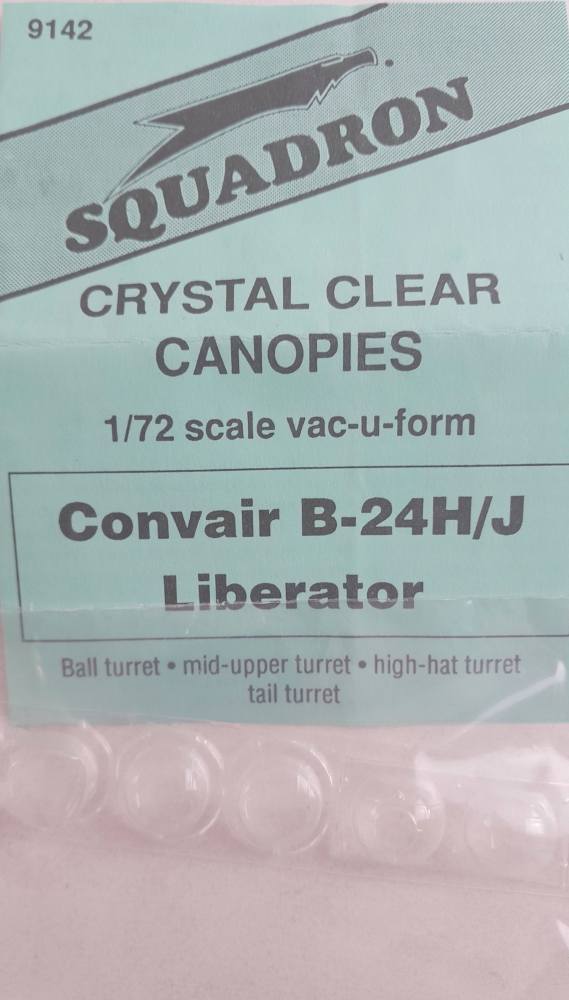 9142
SQUADRON
CRYSTAL CLEAR
CANOPIES
1/72 scale vac-u-form
Convair B-24H/J
Liberator
Ball turret • mid-upper turret • high-hat turret
tail turret